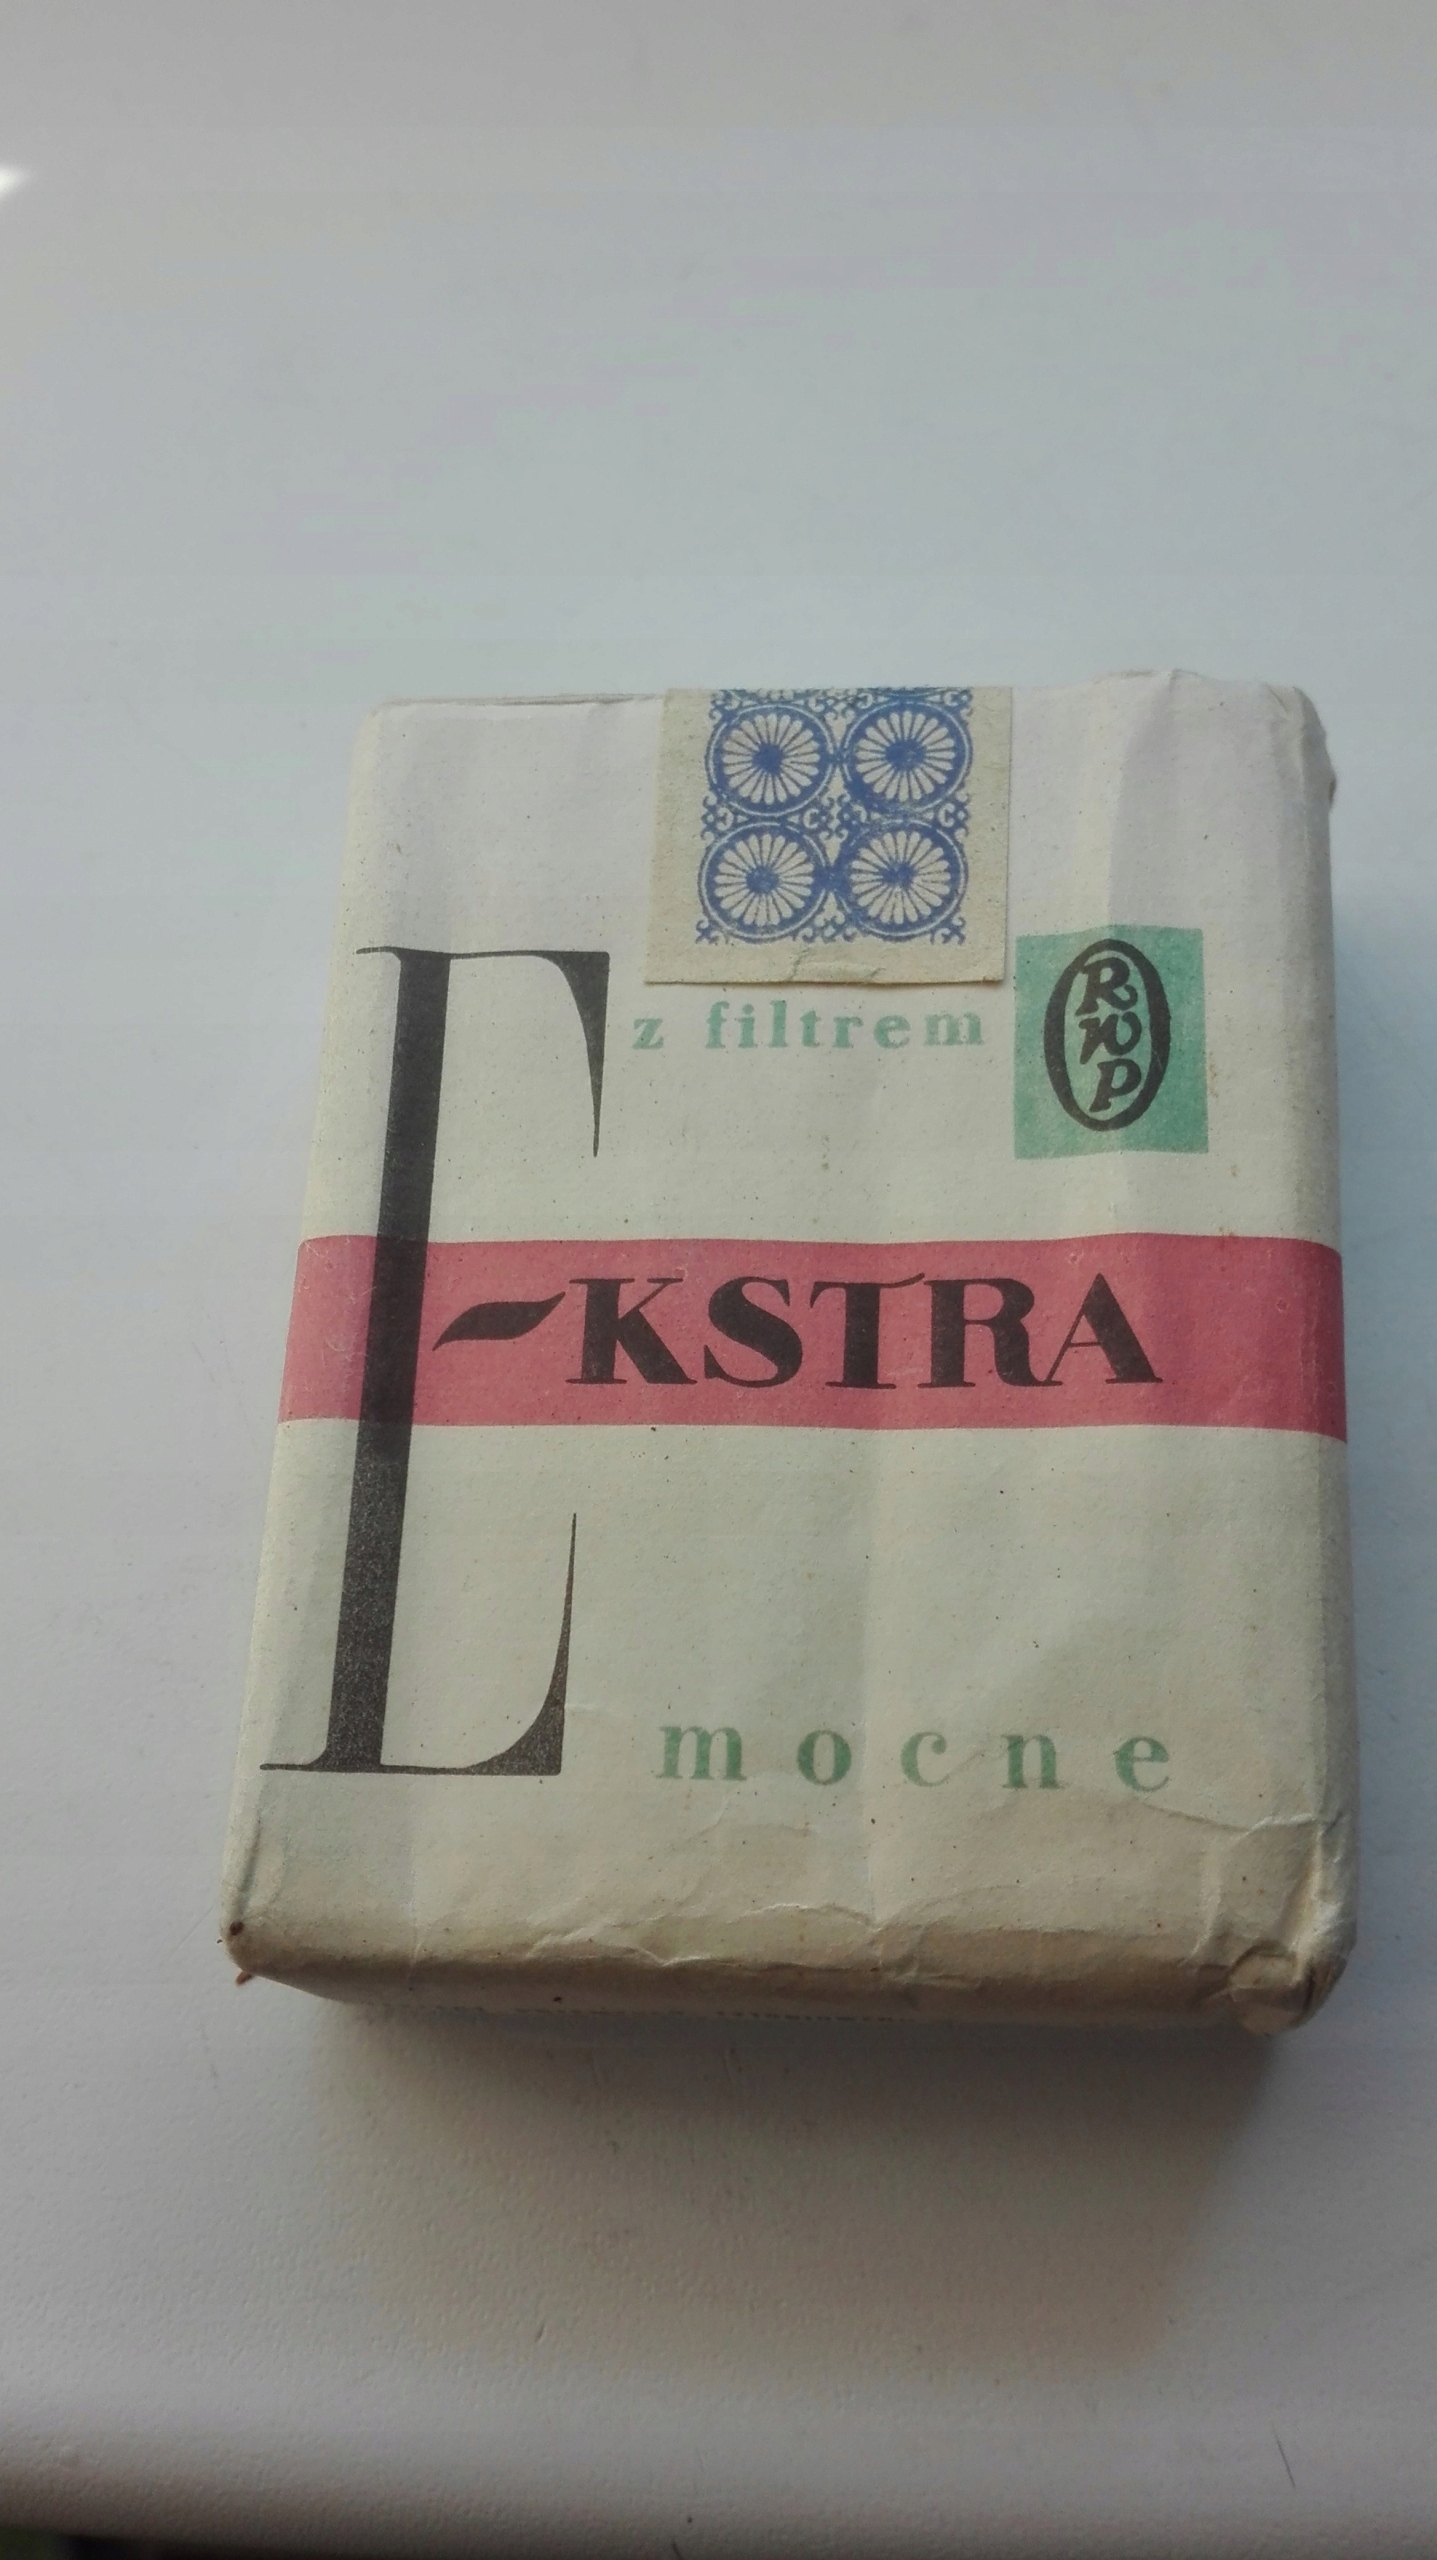 z filtrem
RWP
EKSTRA
mocne